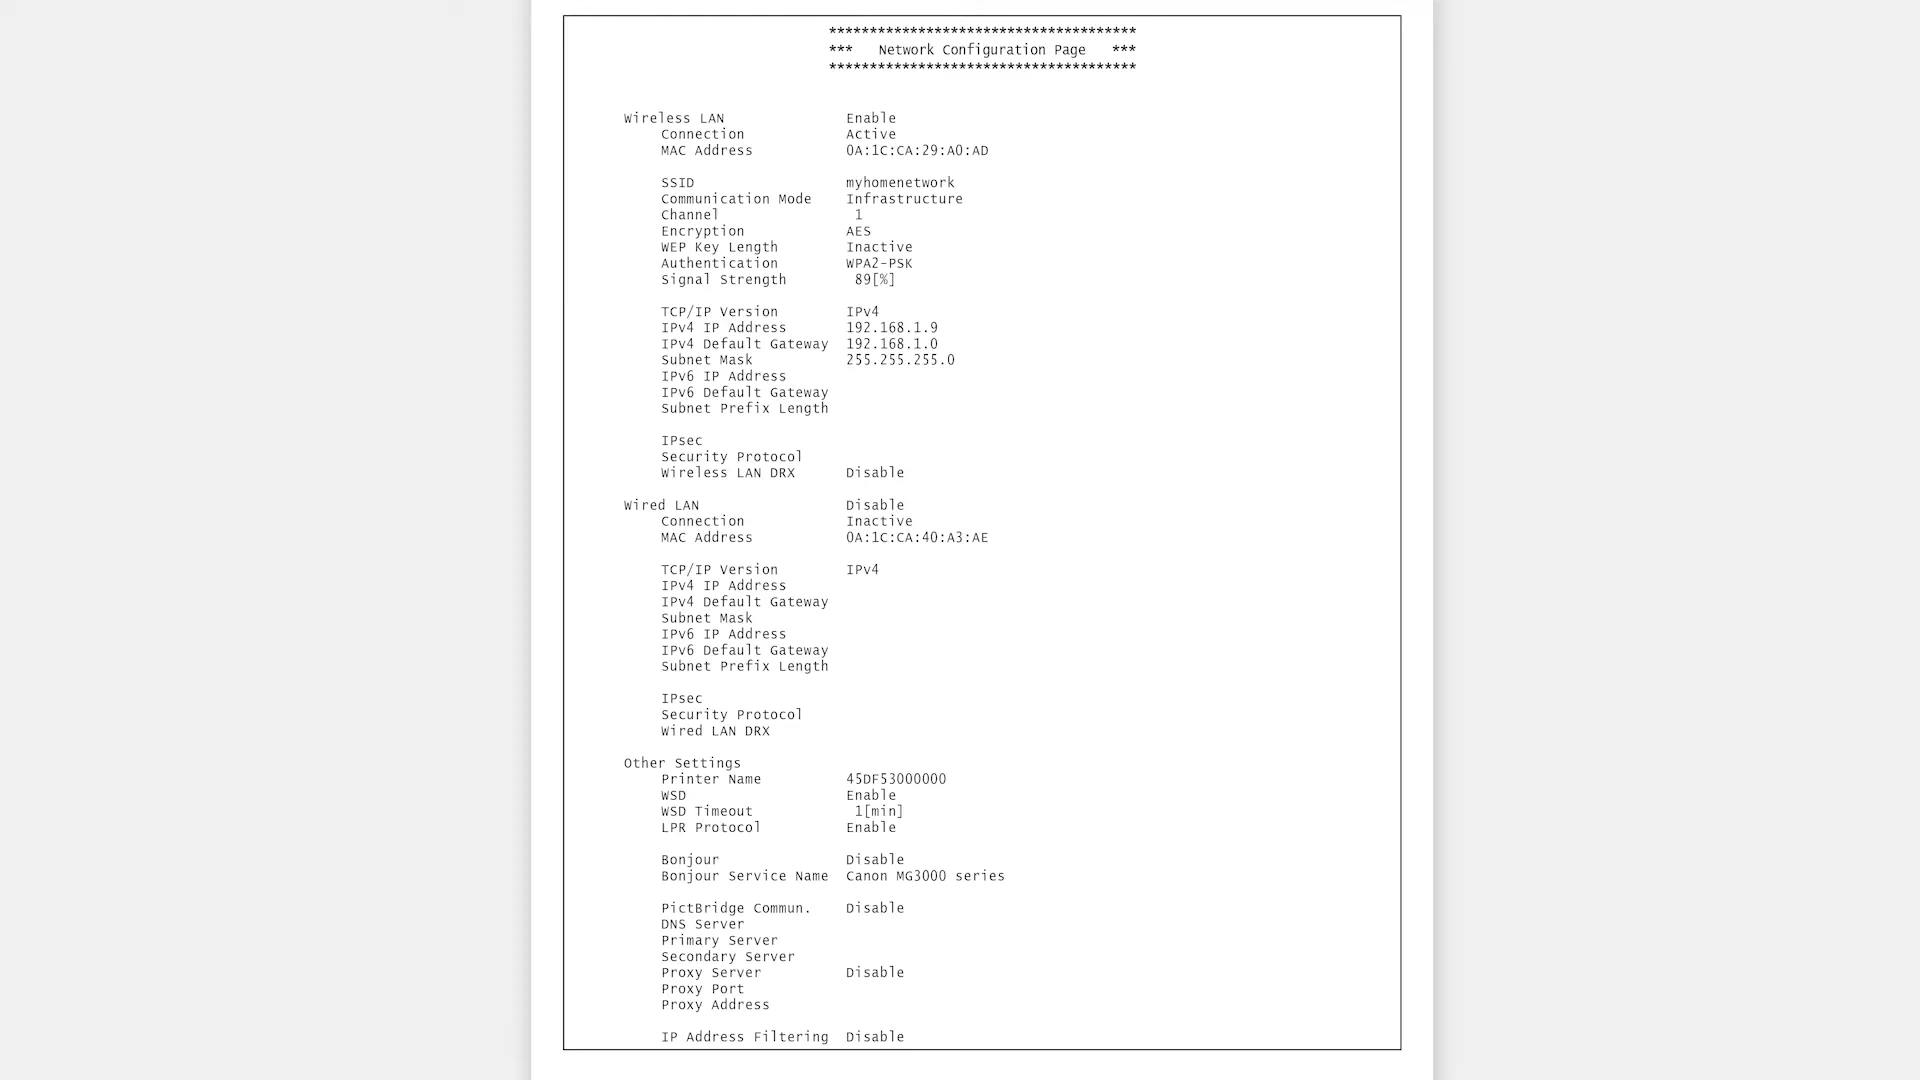 **************************************
*** Network Configuration Page ***
**************************************
Wireless LAN Enable
Connection Active
MAC Address 0A:1C:CA:29:A0:AD
SSID myhomenetwork
Communication Mode Infrastructure
Channel 1
Encryption AES
WEP Key Length Inactive
Authentication WPA2-PSK
Signal Strength 89[%]
TCP/IP Version IPv4
IPv4 IP Address 192.168.1.9
IPv4 Default Gateway 192.168.1.0
Subnet Mask 255.255.255.0
IPv6 IP Address
IPv6 Default Gateway
Subnet Prefix Length
IPsec
Security Protocol
Wireless LAN DRX Disable
Wired LAN Disable
Connection Inactive
MAC Address 0A:1C:CA:40:A3:AE
TCP/IP Version IPv4
IPv4 IP Address
IPv4 Default Gateway
Subnet Mask
IPv6 IP Address
IPv6 Default Gateway
Subnet Prefix Length
IPsec
Security Protocol
Wired LAN DRX
Other Settings
Printer Name 45DF53000000
WSD Enable
WSD Timeout 1[min]
LPR Protocol Enable
Bonjour Disable
Bonjour Service Name Canon MG3000 series
PictBridge Commun. Disable
DNS Server
Primary Server
Secondary Server
Proxy Server Disable
Proxy Port
Proxy Address
IP Address Filtering Disable